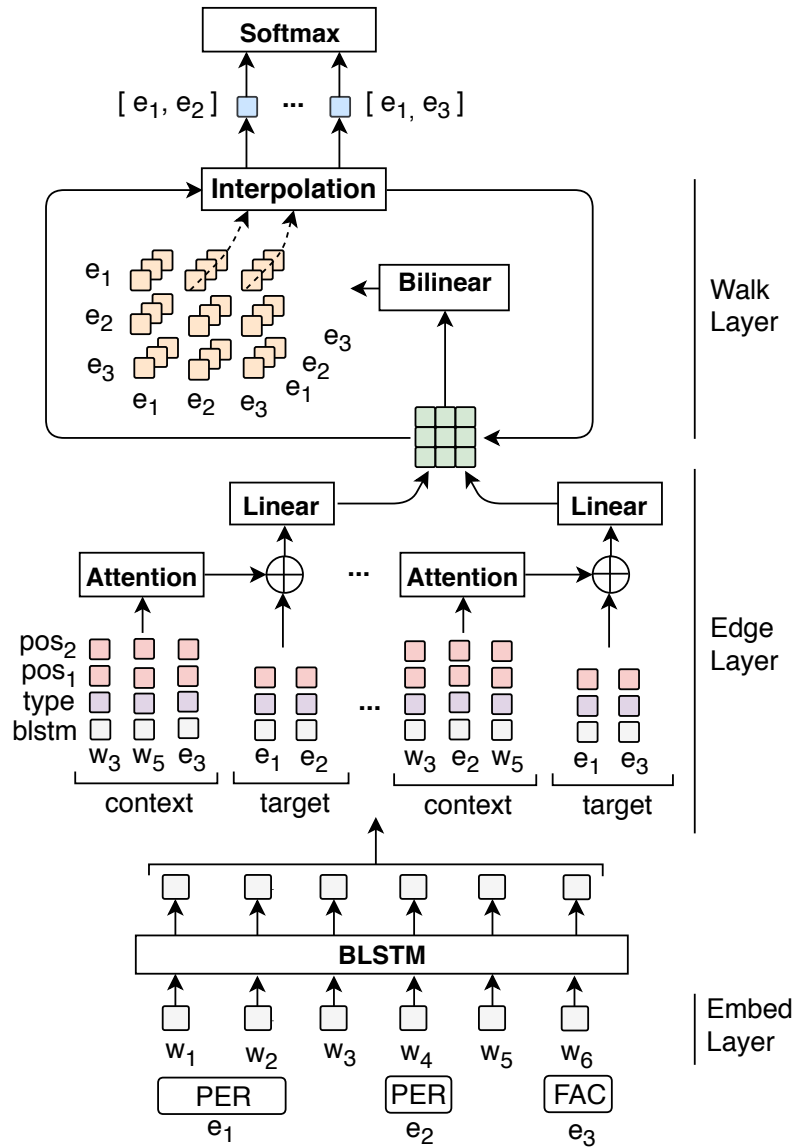 Softmax
[ e₁, e₂ ] ... [ e₁, e₃ ]
Interpolation
e₁
Bilinear
e₂
e₃
e₃
e₂
e₁
e₁ e₂ e₃
Walk
Layer
Linear Linear
Attention ... Attention
pos₂
pos₁
type
blstm
...
w₃ w₅ e₃ e₁ e₂ w₃ e₂ w₅ e₁ e₃
context target context target
Edge
Layer
BLSTM
w₁ w₂ w₃ w₄ w₅ w₆
Embed
Layer
PER PER FAC
e₁ e₂ e₃